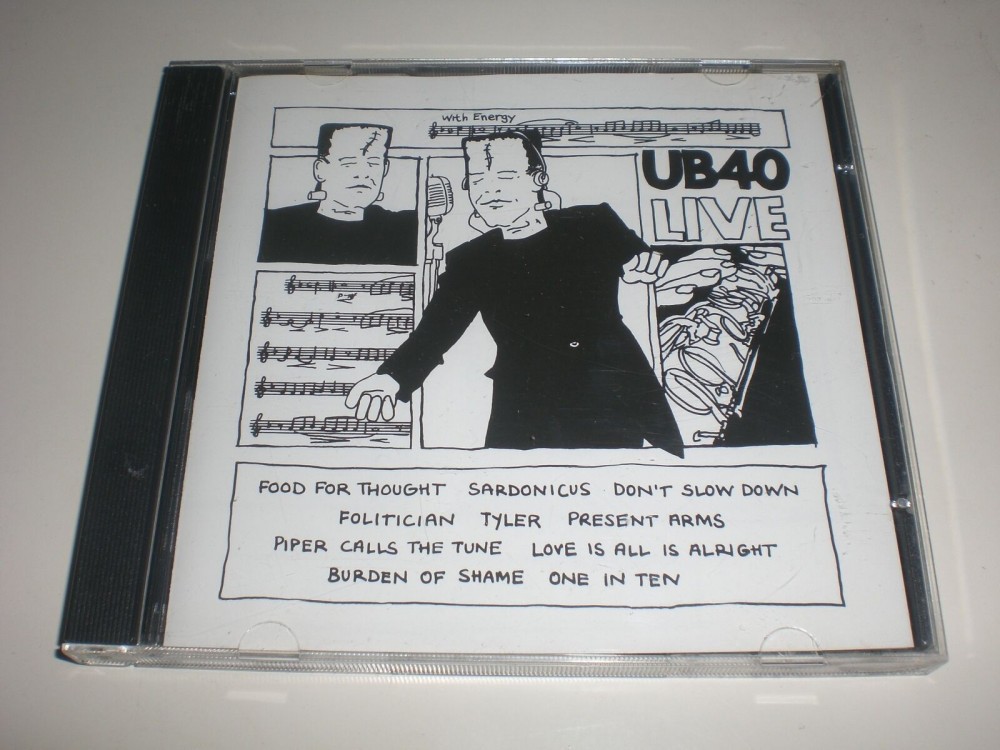 With Energy
UB40
LIVE
FOOD FOR THOUGHT SARDONICUS DON'T SLOW DOWN
FOLITICIAN TYLER PRESENT ARMS
PIPER CALLS THE TUNE LOVE IS ALL IS ALRIGHT
BURDEN OF SHAME ONE IN TEN